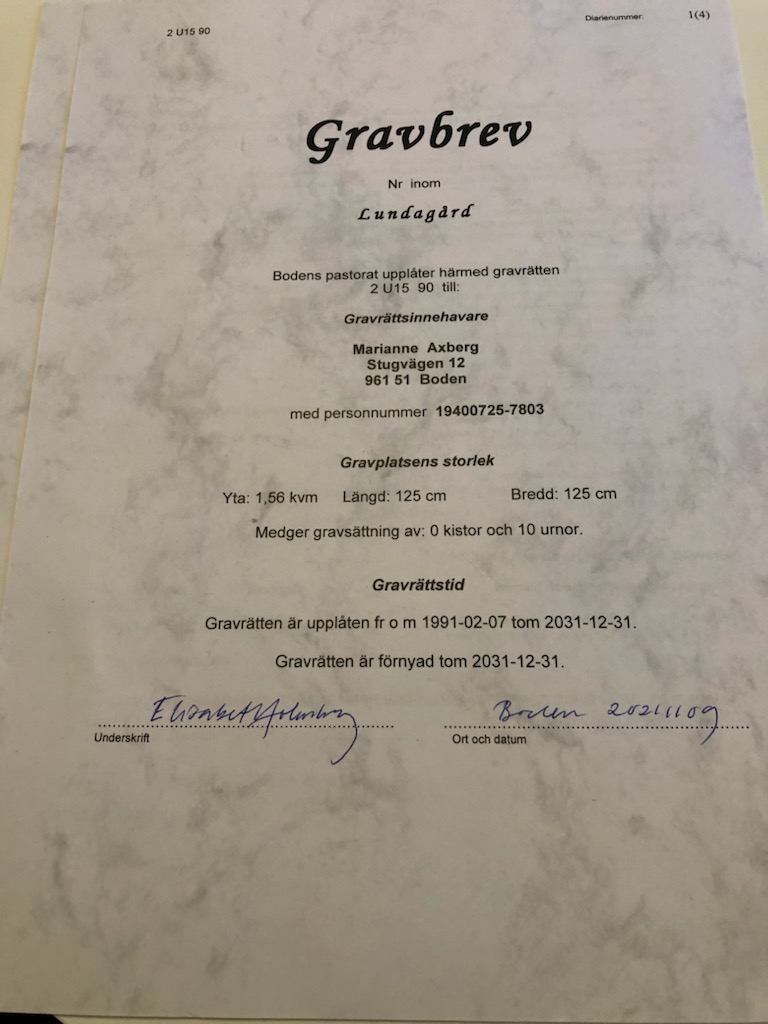 2 U15 90
Diarienummer:
1(4)
Gravbrev
Nr inom
Lundagård
Bodens pastorat upplåter härmed gravrätten
2 U15 90 till:
Gravrättsinnehavare
Marianne Axberg
Stugvägen 12
961 51 Boden
med personnummer 19400725-7803
Gravplatsens storlek
Yta: 1,56 kvm Längd: 125 cm Bredd: 125 cm
Medger gravsättning av: 0 kistor och 10 urnor.
Gravrättstid
Gravrätten är upplåten fr o m 1991-02-07 tom 2031-12-31.
Gravrätten är förnyad tom 2031-12-31.
Elisabet Boden 20211109
Underskrift Ort och datum